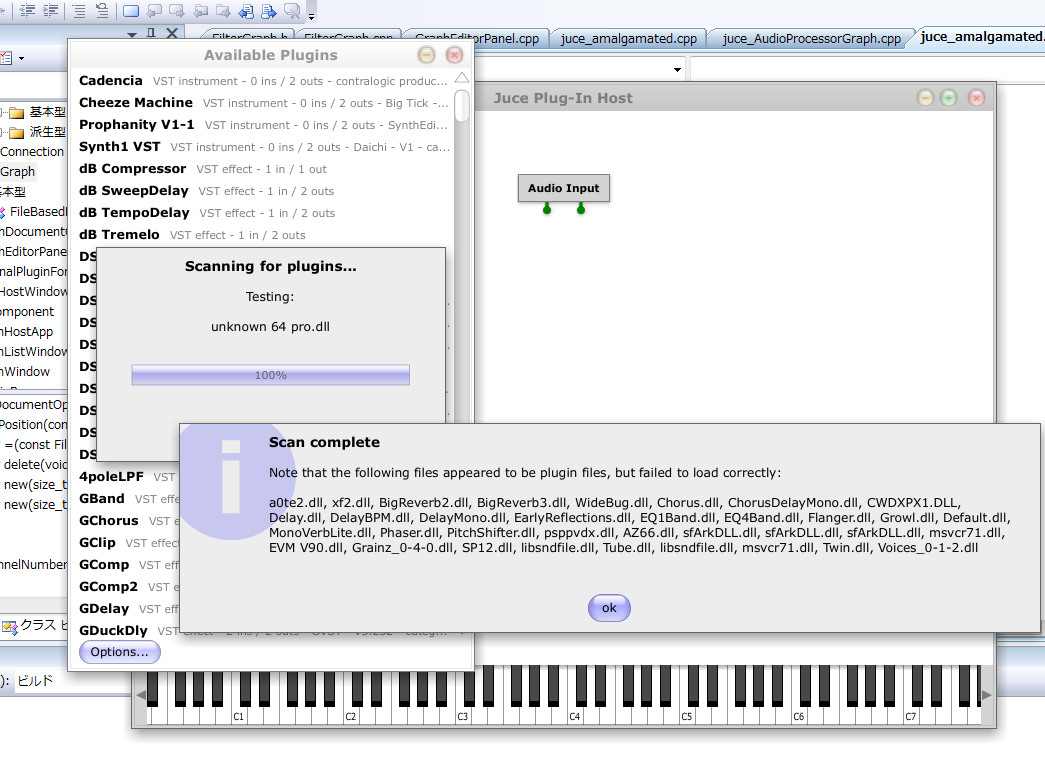 FilterGraph.h
FilterGraph.cpp
GraphEditorPanel.cpp
juce_amalgamated.cpp
juce_AudioProcessorGraph.cpp
juce_amalgamated.
Available Plugins
Cadencia VST instrument - 0 ins / 2 outs - contralogic produc...
Cheeze Machine VST instrument - 0 ins / 2 outs - Big Tick -...
Prophanity V1-1 VST instrument - 0 ins / 2 outs - SynthEdi...
Synth1 VST VST instrument - 0 ins / 2 outs - Daichi - V1 - ca...
dB Compressor VST effect - 1 in / 1 out
dB SweepDelay VST effect - 1 in / 2 outs
dB TempoDelay VST effect - 1 in / 2 outs
dB Tremelo VST effect - 1 in / 2 outs
DS
DS
DS
DS
DS
DS
DS
DS
DS
DS
4poleLPF VST
GBand VST effe
GChorus VST e
GClip VST effect
GComp VST effe
GComp2 VST e
GDelay VST eff
GDuckDly VST effect - 2 ins / 2 outs - GVST - V3.232 - categ...
Options...
基本型
派生型
Connection
Graph
基本型
FileBasedD
hDocumentC
hEditorPane
nalPluginFor
HostWindow
omponent
nHostApp
nListWindow
nWindow
DocumentOp
Position(con
=(const Fil
delete(void
new(size_t
new(size_t
nnelNumber
クラス ビ
): ビルド
Juce Plug-In Host
Audio Input
Scanning for plugins...
Testing:
unknown 64 pro.dll
100%
Scan complete
Note that the following files appeared to be plugin files, but failed to load correctly:
a0te2.dll, xf2.dll, BigReverb2.dll, BigReverb3.dll, WideBug.dll, Chorus.dll, ChorusDelayMono.dll, CWDXPX1.DLL,
Delay.dll, DelayBPM.dll, DelayMono.dll, EarlyReflections.dll, EQ1Band.dll, EQ4Band.dll, Flanger.dll, Growl.dll, Default.dll,
MonoVerbLite.dll, Phaser.dll, PitchShifter.dll, psppvdx.dll, AZ66.dll, sfArkDLL.dll, sfArkDLL.dll, sfArkDLL.dll, msvcr71.dll,
EVM V90.dll, Grainz_0-4-0.dll, SP12.dll, libsndfile.dll, Tube.dll, libsndfile.dll, msvcr71.dll, Twin.dll, Voices_0-1-2.dll
ok
C1 C2 C3 C4 C5 C6 C7